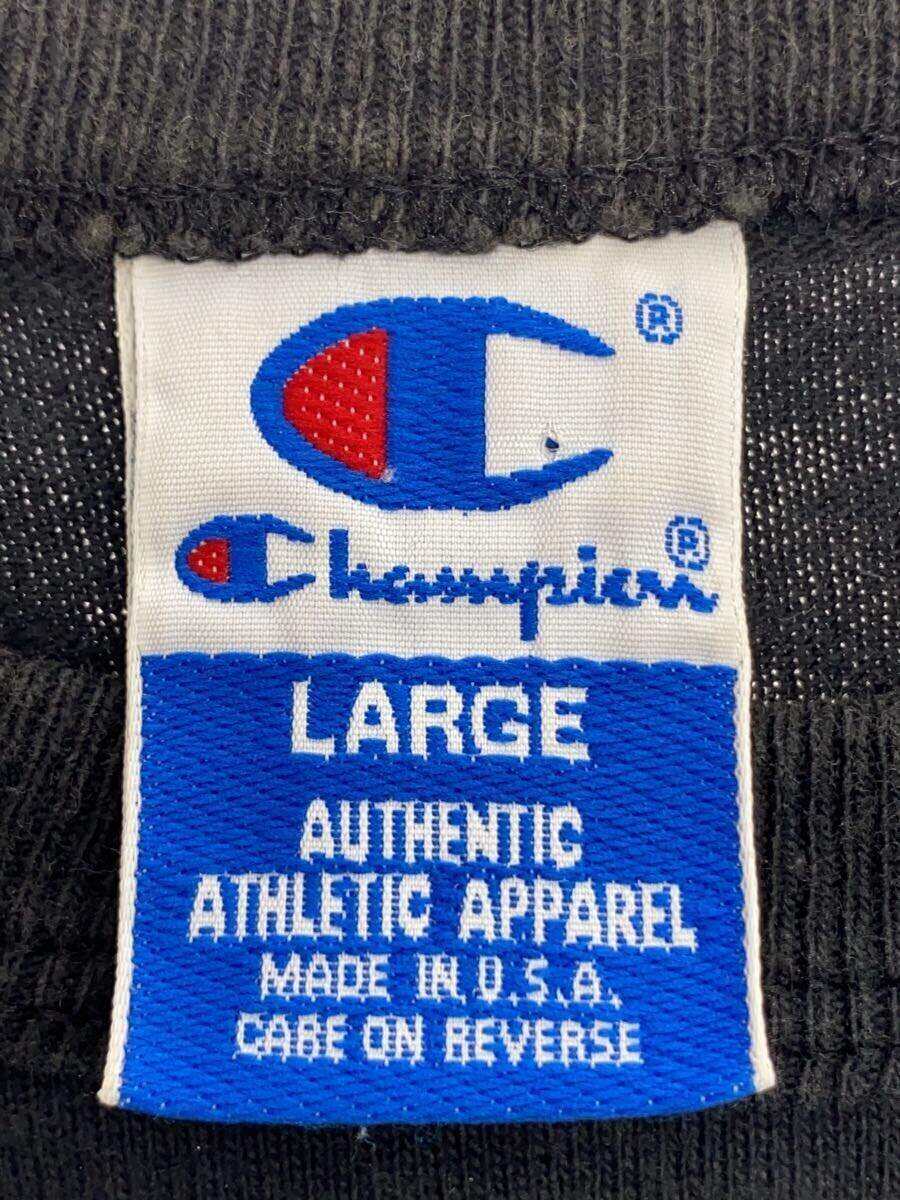 ®
Champion ®
LARGE
AUTHENTIC
ATHLETIC APPAREL
MADE IN U.S.A.
CARE ON REVERSE